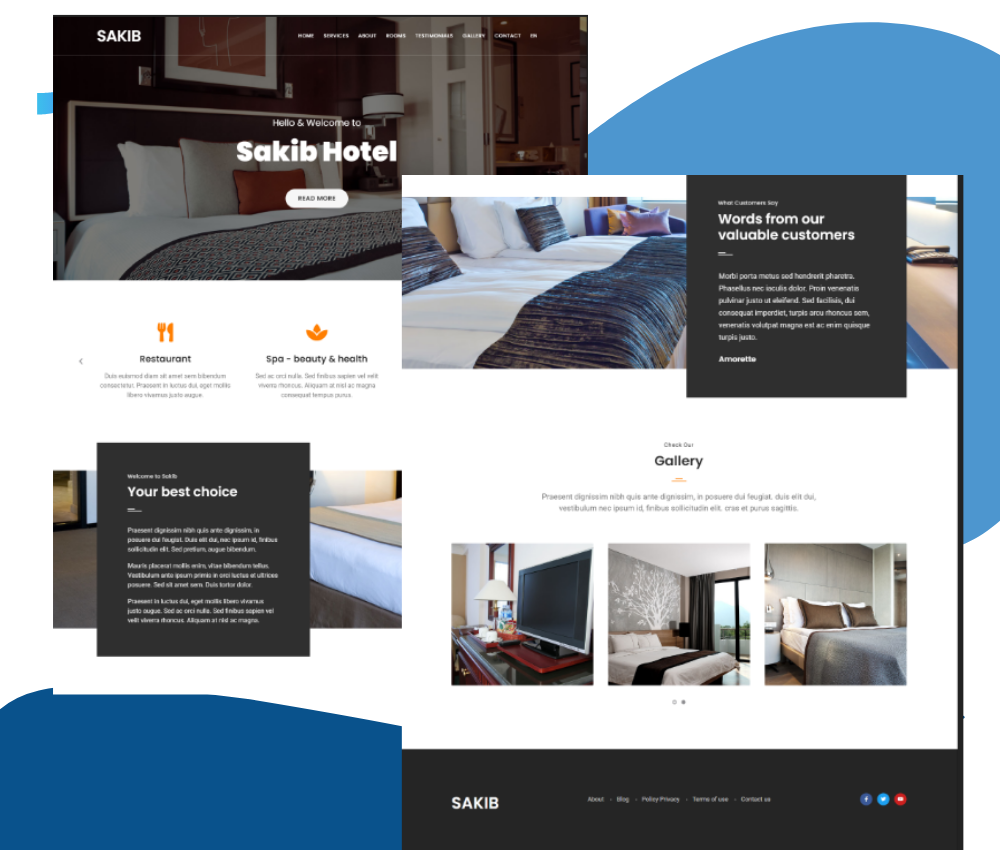 SAKIB
HOME SERVICES ABOUT ROOMS TESTIMONIALS GALLERY CONTACT EN
Hello & Welcome to
Sakib Hotel
READ MORE
Restaurant
Duis euismod diam sit amet sem bibendum
consectetur. Praesent in luctus dui, eget mollis
libero vivamus justo augue.
Spa - beauty & health
Sed ac orci nulla. Sed finibus sapien vel velit
viverra rhoncus. Aliquam at nisl ac magna
consequat tempus purus.
Welcome to Sakib
Your best choice
Praesent dignissim nibh quis ante dignissim, in
posuere dui feugiat. Duis elit dui, nec ipsum id, finibus
sollicitudin elit. Sed pretium, augue bibendum.
Mauris placerat mollis enim, vitae bibendum tellus.
Vestibulum ante ipsum primis in orci luctus et ultrices
posuere. Sed sit amet sem. Duis tortor dolor.
Praesent in luctus dui, eget mollis libero vivamus
justo augue. Sed ac orci nulla. Sed finibus sapien vel
velit viverra rhoncus. Aliquam at nisl ac magna.
What Customers Say
Words from our
valuable customers
Morbi porta metus sed hendrerit pharetra.
Phasellus nec iaculis dolor. Proin venenatis
pulvinar justo ut eleifend. Sed facilisis, dui
consequat imperdiet, turpis arcu rhoncus sem,
venenatis volutpat magna est ac enim quisque
turpis justo.
Amorette
Check Our
Gallery
Praesent dignissim nibh quis ante dignissim, in posuere dui feugiat. duis elit dui,
vestibulum nec ipsum id, finibus sollicitudin elit. cras et purus sagittis.
SAKIB
About • Blog • Policy Privacy • Terms of use • Contact us